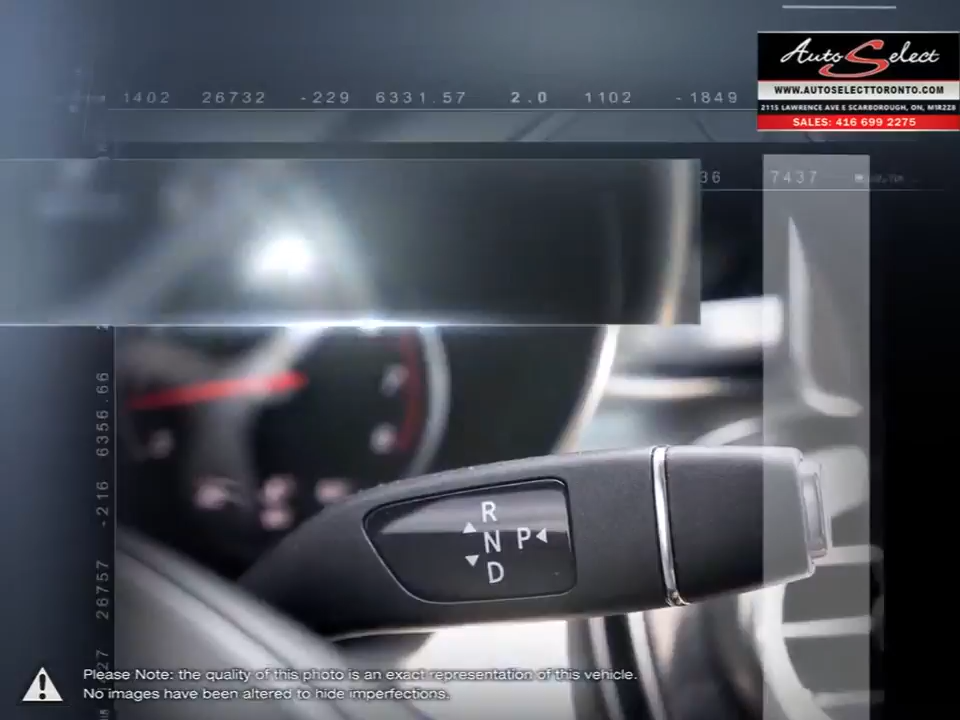 Auto Select
WWW.AUTOSELECTTORONTO.COM
2115 LAWRENCE AVE E SCARBOROUGH, ON, M1R2Z8
SALES: 416 699 2275
1402 26732 -229 6331.57 2.0 1102 -1849
36 7437
6356.66
-216
26757
27
R
N P
D
Please Note: the quality of this photo is an exact representation of this vehicle.
No images have been altered to hide imperfections.